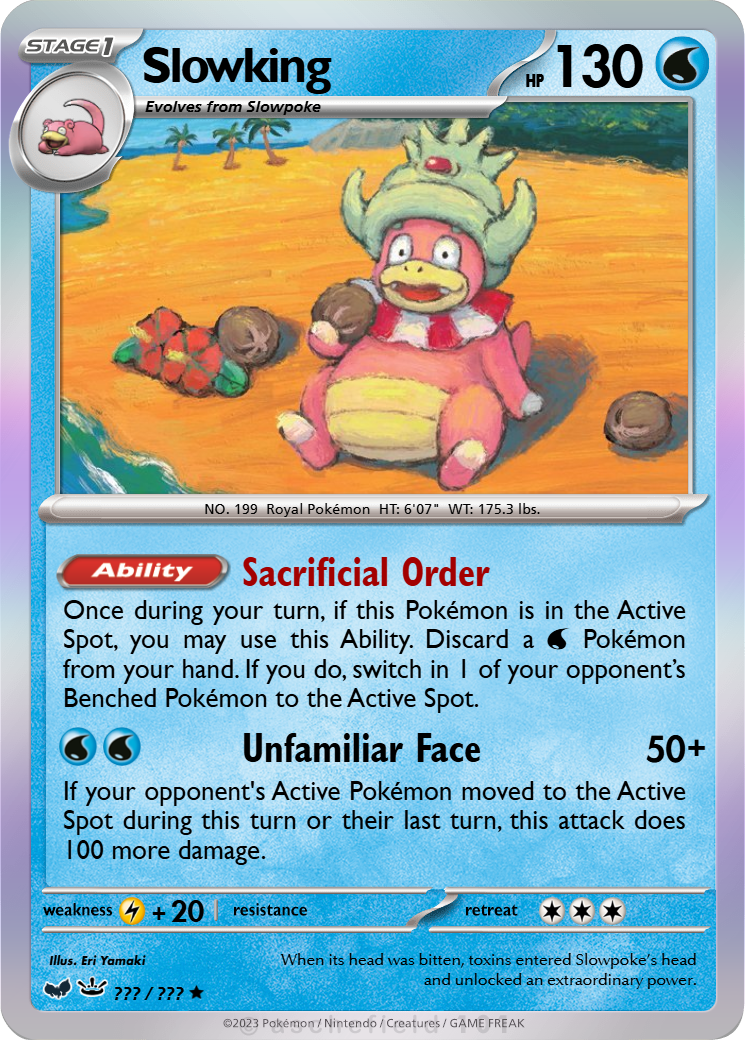 STAGE1
Slowking
HP 130
Evolves from Slowpoke
NO. 199 Royal Pokémon HT: 6'07" WT: 175.3 lbs.
Ability Sacrificial Order
Once during your turn, if this Pokémon is in the Active
Spot, you may use this Ability. Discard a Pokémon
from your hand. If you do, switch in 1 of your opponent’s
Benched Pokémon to the Active Spot.
Unfamiliar Face 50+
If your opponent's Active Pokémon moved to the Active
Spot during this turn or their last turn, this attack does
100 more damage.
weakness + 20 resistance retreat
Illus. Eri Yamaki
When its head was bitten, toxins entered Slowpoke’s head
and unlocked an extraordinary power.
??? / ??? ★
©2023 Pokémon / Nintendo / Creatures / GAME FREAK